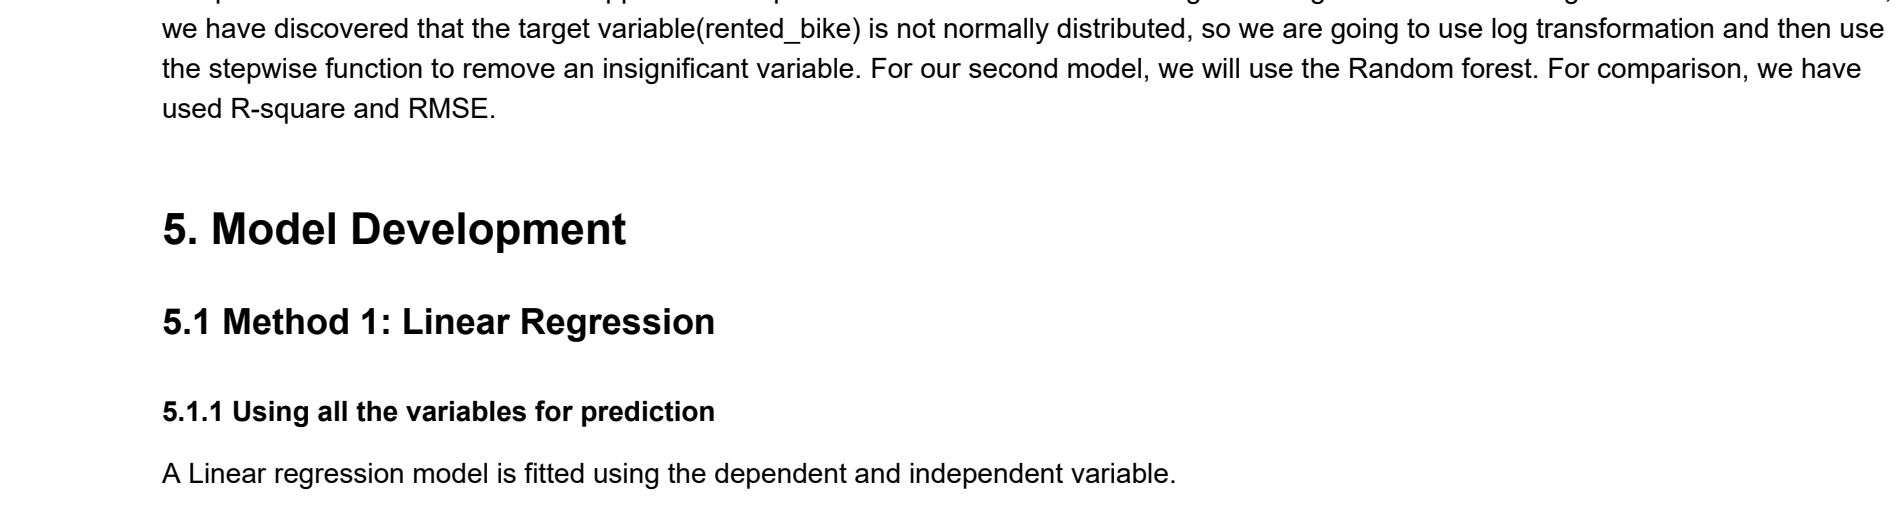 we have discovered that the target variable(rented_bike) is not normally distributed, so we are going to use log transformation and then use
the stepwise function to remove an insignificant variable. For our second model, we will use the Random forest. For comparison, we have
used R-square and RMSE.
5. Model Development
5.1 Method 1: Linear Regression
5.1.1 Using all the variables for prediction
A Linear regression model is fitted using the dependent and independent variable.